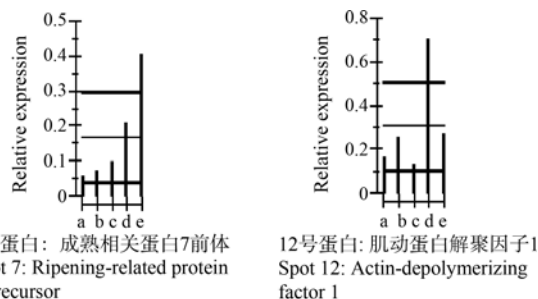 0.5
0.4
0.3
0.2
0.1
0
Relative expression
a b c d e
蛋白：成熟相关蛋白7前体
t 7: Ripening-related protein
recursor
0.8
0.6
0.4
0.2
0
Relative expression
a b c d e
12号蛋白: 肌动蛋白解聚因子1
Spot 12: Actin-depolymerizing
factor 1